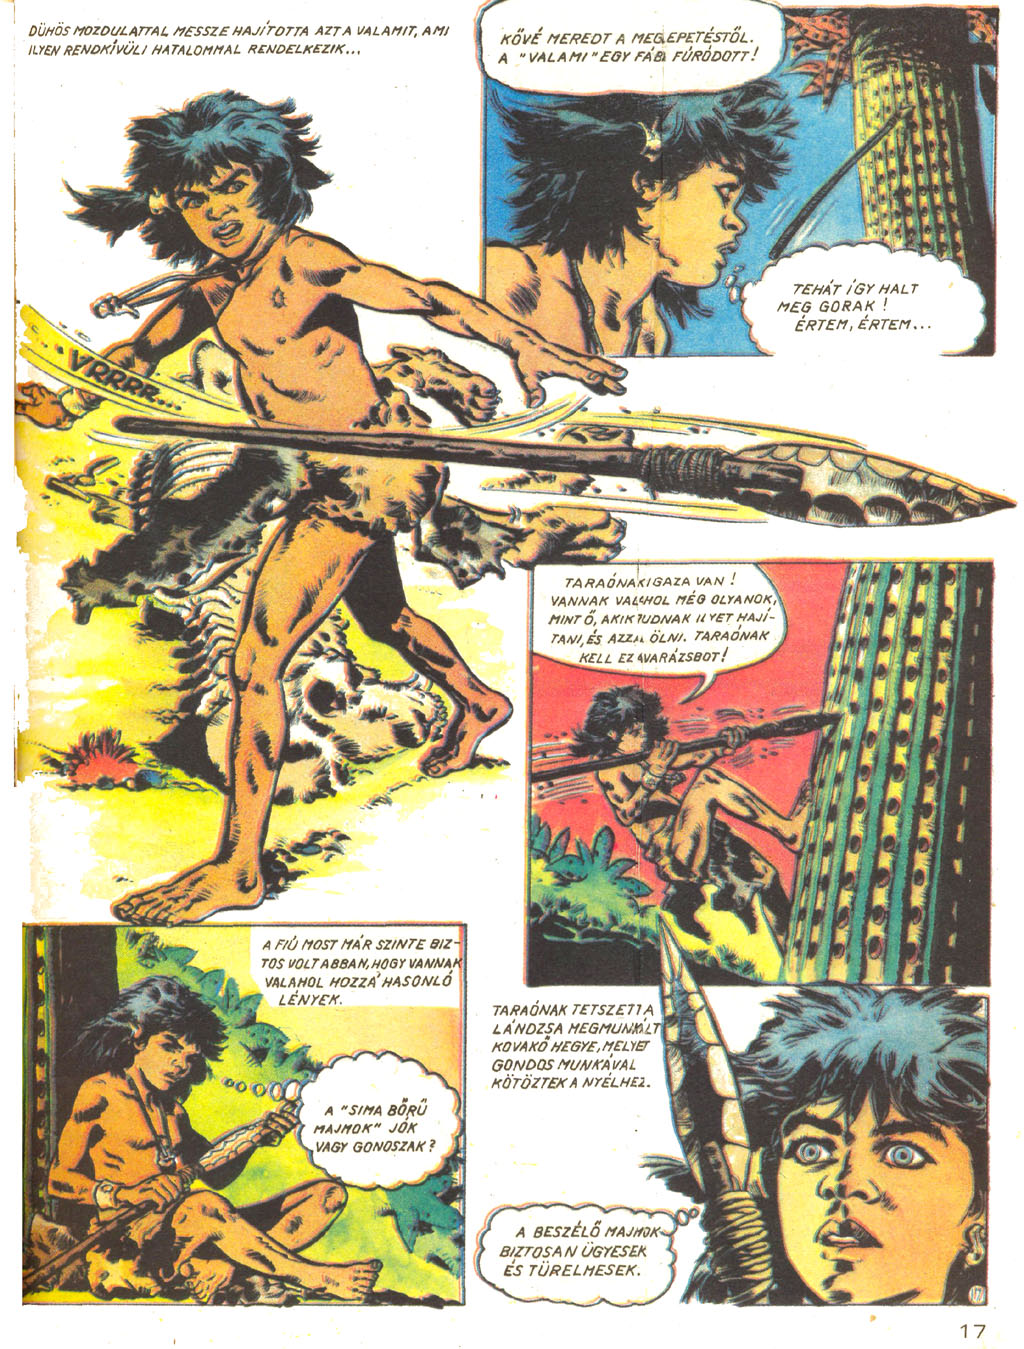 DÜHÖS MOZDULATTAL MESSZE HAJÍTOTTA AZT A VALAMIT, AMI
ILYEN RENDKÍVÜLI HATALOMMAL RENDELKEZIK...
KŐVÉ MEREDT A MEGLEPETÉSTŐL.
A "VALAMI" EGY FÁBA FÚRÓDOTT!
TEHÁT ÍGY HALT
MEG GORAK!
ÉRTEM, ÉRTEM...
... VRRRR...
TARAÓNAK IGAZA VAN!
VANNAK VALAHOL MÉG OLYANOK,
MINT Ő, AKIK TUDNAK ILYET HAJÍ-
TANI, ÉS AZZAL ÖLNI. TARAÓNAK
KELL EZ A VARÁZSBOT!
A FIÚ MOST MÁR SZINTE BIZ-
TOS VOLT ABBAN, HOGY VANNAK
VALAHOL HOZZÁ HASONLÓ
LÉNYEK.
A "SIMA BŐRŰ
MAJMOK" JÓK
VAGY GONOSZAK?
TARAÓNAK TETSZETT A
LÁNDZSA MEGMUNKÁLT
KOVAKŐ HEGYE, MELYET
GONDOS MUNKÁVAL
KÖTÖZTEK A NYÉLHEZ.
A BESZÉLŐ MAJMOK
BIZTOSAN ÜGYESEK
ÉS TÜRELMESEK.
17
17